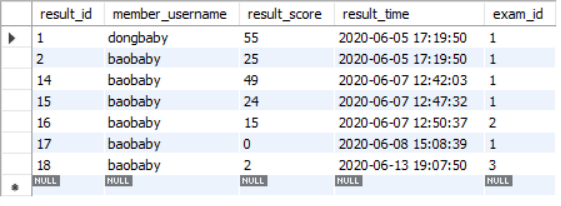 result_id member_username result_score result_time exam_id
1 dongbaby 55 2020-06-05 17:19:50 1
2 baobaby 25 2020-06-05 17:19:50 1
14 baobaby 49 2020-06-07 12:42:03 1
15 baobaby 24 2020-06-07 12:47:32 1
16 baobaby 15 2020-06-07 12:50:37 2
17 baobaby 0 2020-06-08 15:08:39 1
18 baobaby 2 2020-06-13 19:07:50 3
NULL NULL NULL NULL NULL